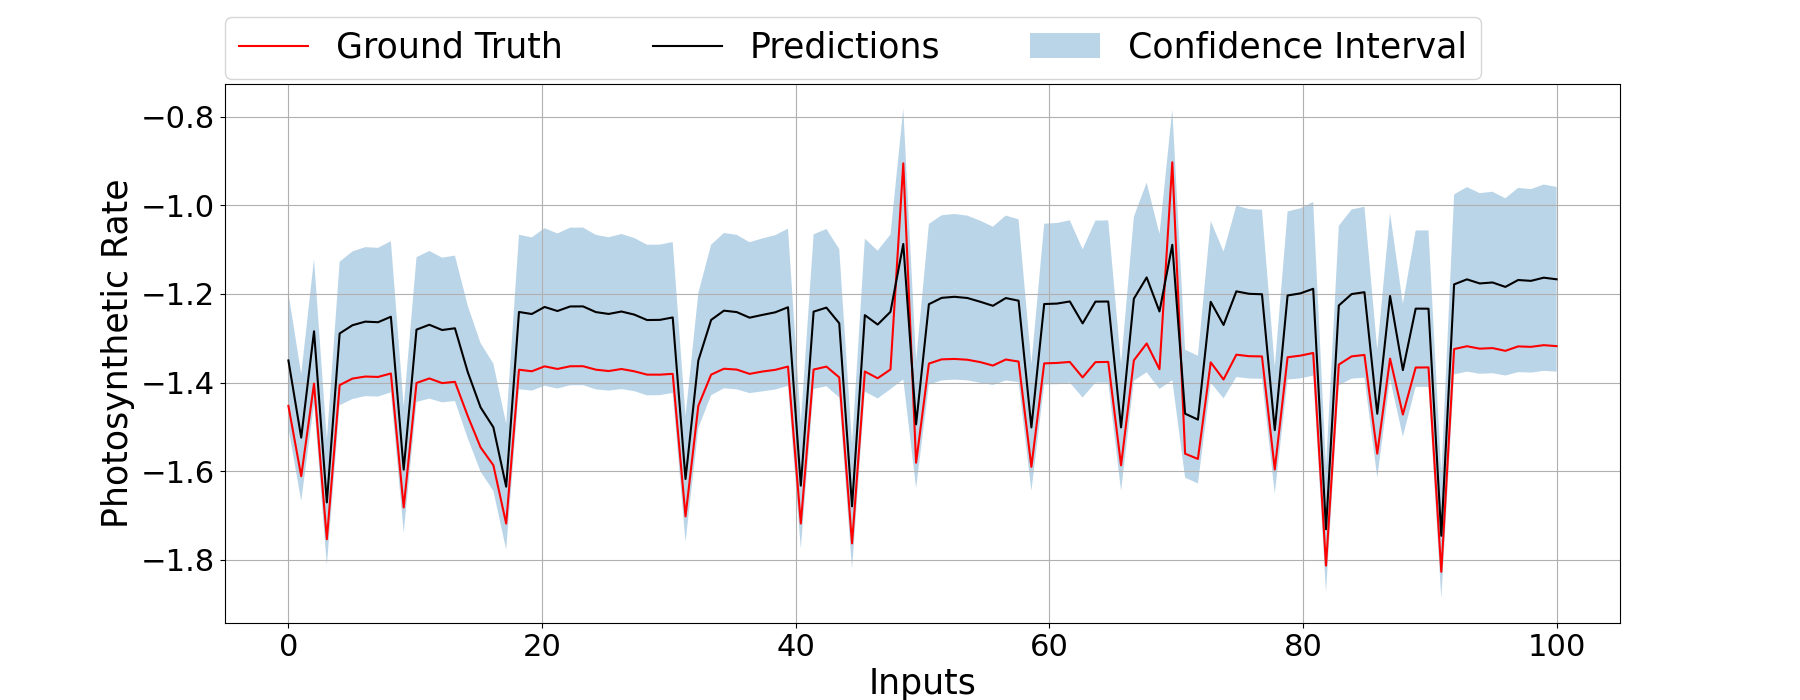 Ground Truth Predictions Confidence Interval
−0.8
−1.0
−1.2
−1.4
−1.6
−1.8
Photosynthetic Rate
0 20 40 60 80 100
Inputs